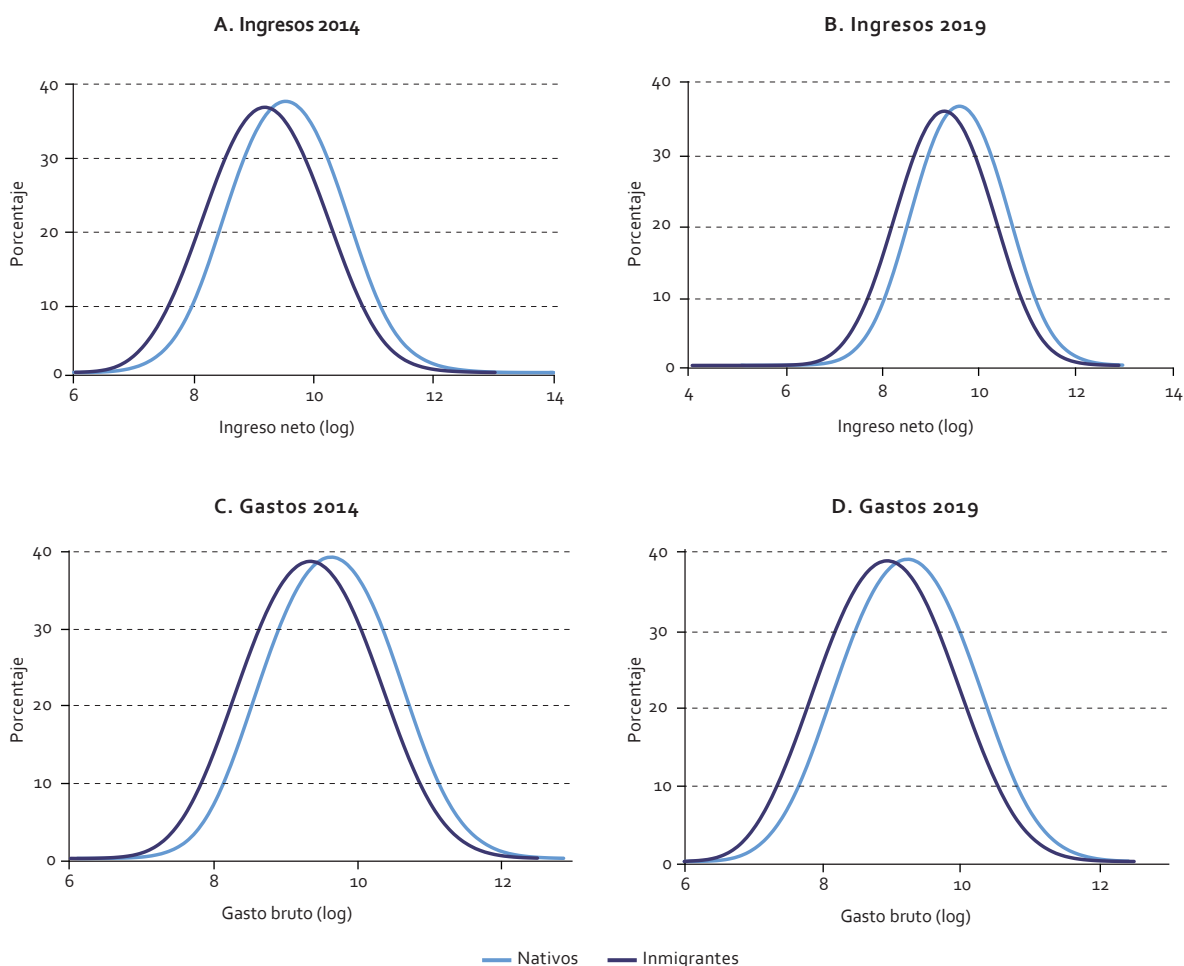 A. Ingresos 2014
40
30
20
10
0
Porcentaje
6 8 10 12 14
Ingreso neto (log)
B. Ingresos 2019
40
30
20
10
0
Porcentaje
4 6 8 10 12 14
Ingreso neto (log)
C. Gastos 2014
40
30
20
10
0
Porcentaje
6 8 10 12
Gasto bruto (log)
D. Gastos 2019
40
30
20
10
0
Porcentaje
6 8 10 12
Gasto bruto (log)
Nativos Inmigrantes